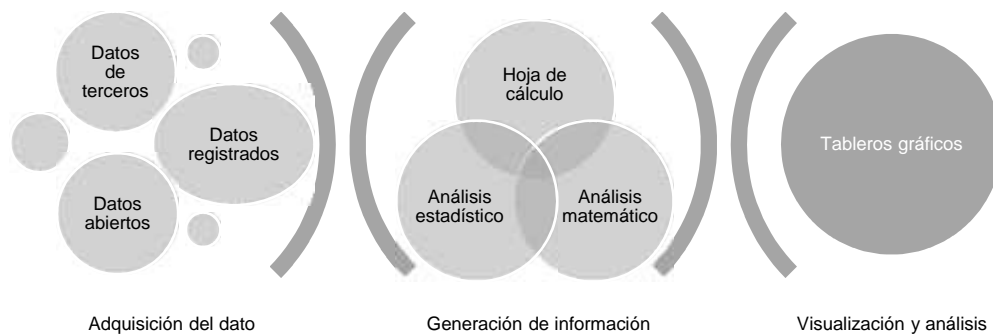 Datos
de
terceros
Datos
registrados
Datos
abiertos
Hoja de
cálculo
Análisis
estadístico
Análisis
matemático
Tableros gráficos
Adquisición del dato
Generación de información
Visualización y análisis